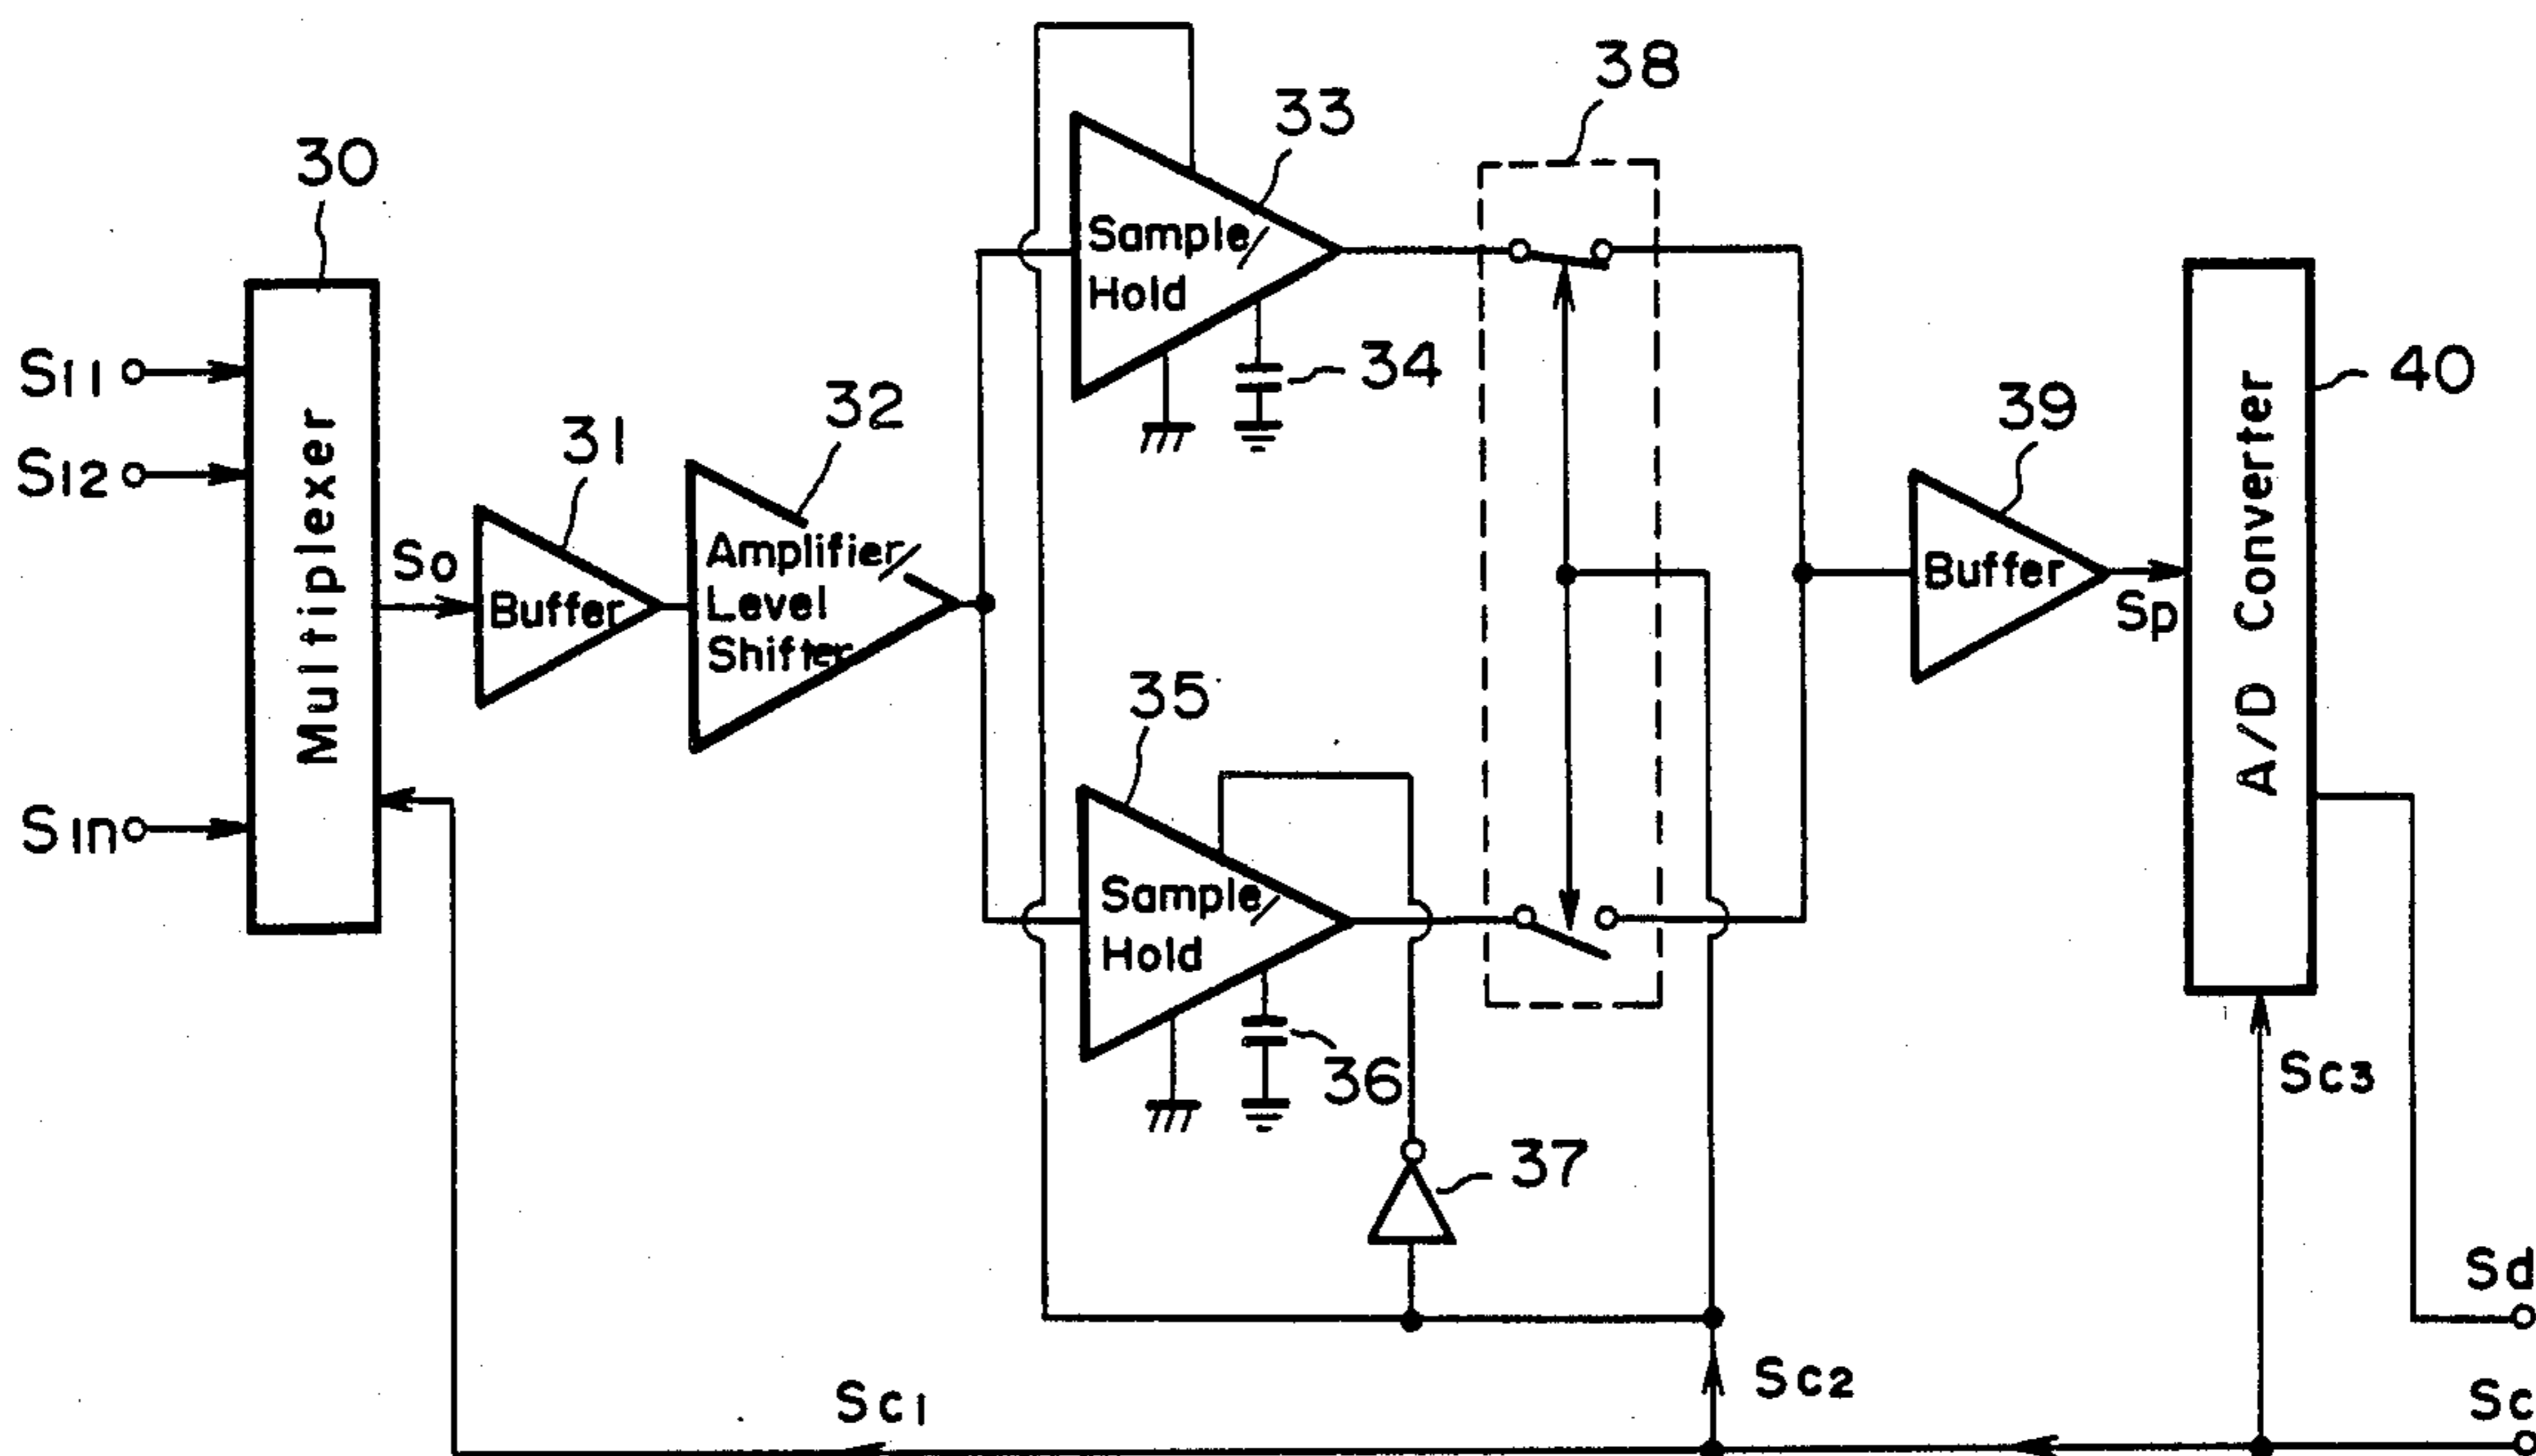 38
33
30
Sample/
Hold
S11
34
40
32
39
31
S12
Multiplexer
So
Buffer
Amplifier/
Level
Shifter
Buffer
Sp
A/D Converter
35
S1n
Sample/
Hold
36
Sc3
37
Sd
Sc1
Sc2
Sc